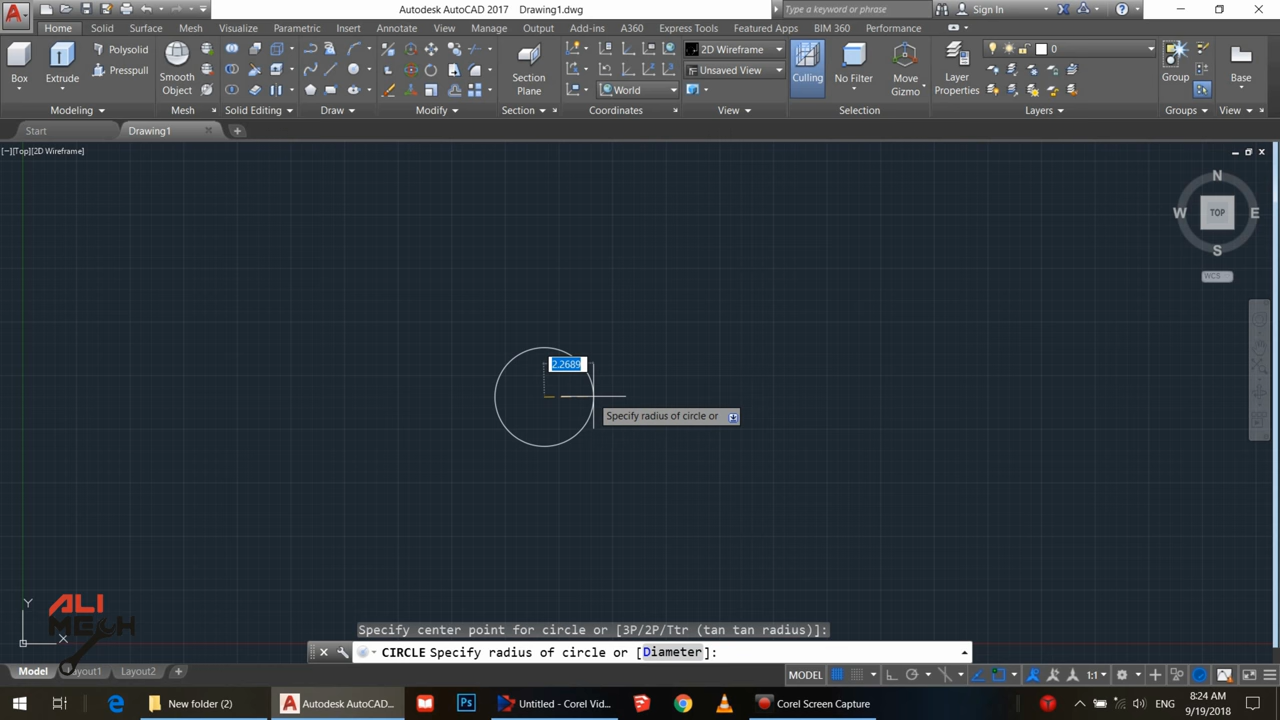 Autodesk AutoCAD 2017 Drawing1.dwg
Type a keyword or phrase
Sign In
Home Solid Surface Mesh Visualize Parametric Insert Annotate View Manage Output Add-ins A360 Express Tools Featured Apps BIM 360 Performance
Box
Extrude
Polysolid
Presspull
Smooth
Object
Section
Plane
World
2D Wireframe
Unsaved View
Culling
No Filter
Move
Gizmo
Layer
Properties
0
Group
Base
Modeling Mesh Solid Editing Draw Modify Section Coordinates View Selection Layers Groups View
Start Drawing1
[−][Top][2D Wireframe]
N
W TOP E
S
WCS
2.2689
Specify radius of circle or
Y
X
ALI
MECH
Specify center point for circle or [3P/2P/Ttr (tan tan radius)]:
CIRCLE Specify radius of circle or [Diameter]:
Model Layout1 Layout2
MODEL 1:1
New folder (2) Autodesk AutoCAD... Ps Untitled - Corel Vid... Corel Screen Capture
ENG
8:24 AM
9/19/2018